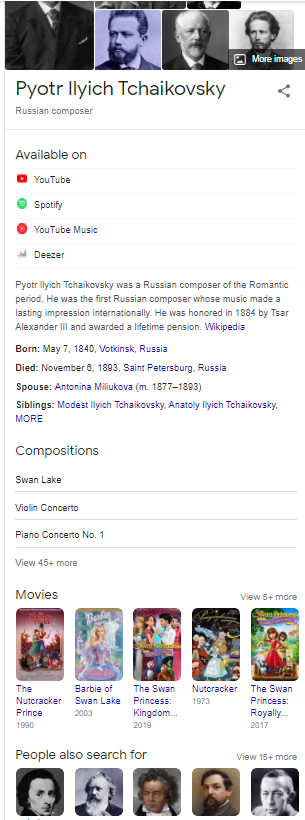 More images
Pyotr Ilyich Tchaikovsky
Russian composer
Available on
YouTube
Spotify
YouTube Music
Deezer
Pyotr Ilyich Tchaikovsky was a Russian composer of the Romantic
period. He was the first Russian composer whose music made a
lasting impression internationally. He was honored in 1884 by Tsar
Alexander III and awarded a lifetime pension. Wikipedia
Born: May 7, 1840, Votkinsk, Russia
Died: November 6, 1893, Saint Petersburg, Russia
Spouse: Antonina Miliukova (m. 1877–1893)
Siblings: Modest Ilyich Tchaikovsky, Anatoly Ilyich Tchaikovsky,
MORE
Compositions
Swan Lake
Violin Concerto
Piano Concerto No. 1
View 45+ more
Movies
View 5+ more
Barbie
The Nutcracker Prince
1990
Barbie of Swan Lake
2003
The Swan Princess: Kingdom...
2019
Nutcracker
1973
The Swan Princess: Royally...
2017
People also search for
View 15+ more